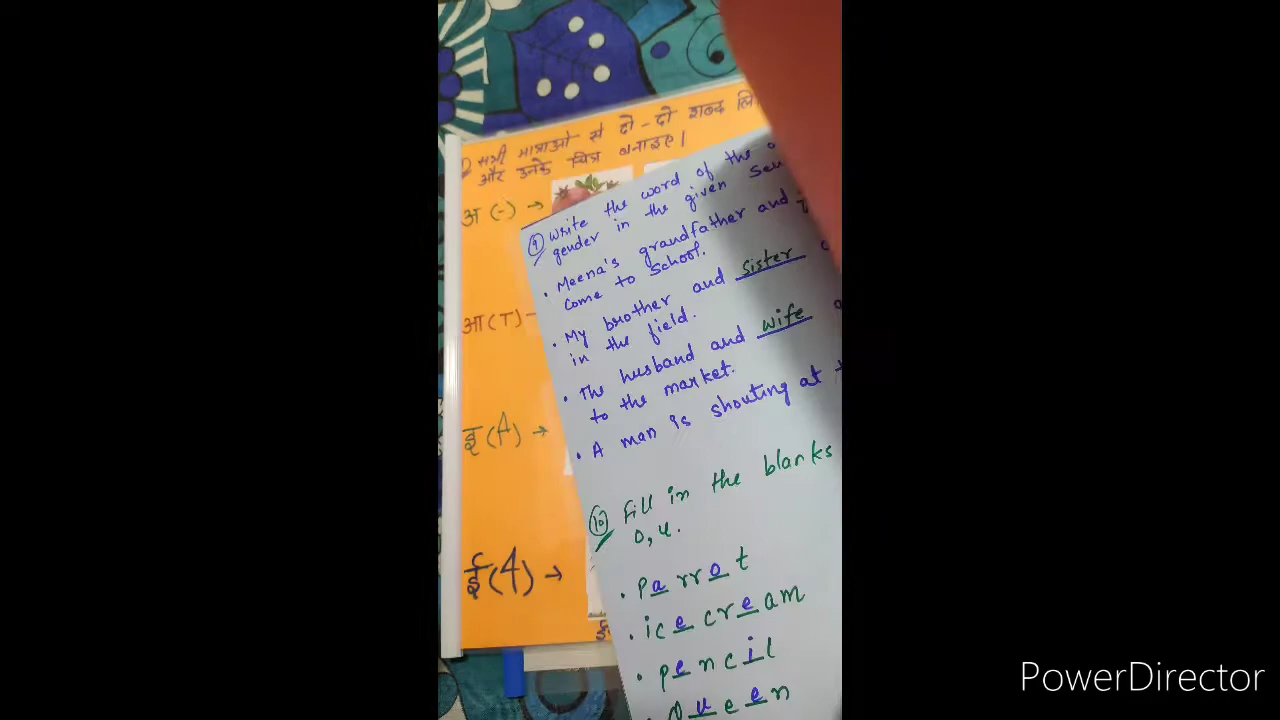 सभी मात्राओ से दो-दो शब्द
और उनके चित्र बनाइए।
अ (-) →
आ (ा) -
इ (ि) →
ई (ी) →
9 Write the word of the
gender in the given
• Meena's grandfather and
come to school.
• My brother and sister
in the field.
• The husband and wife
to the market.
• A man is shouting at
10 Fill in the blanks
o, u.
• parrot
• ice cream
• pencil
• Queen
PowerDirector